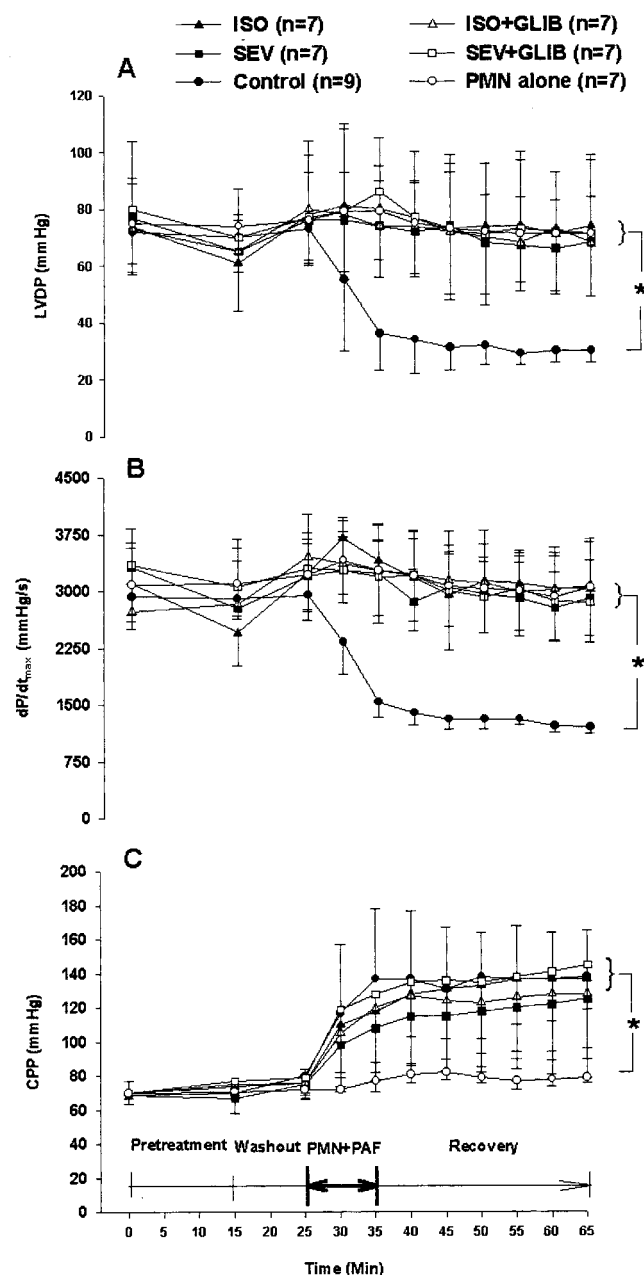 ISO (n=7) ISO+GLIB (n=7)
SEV (n=7) SEV+GLIB (n=7)
Control (n=9) PMN alone (n=7)
A
120
100
80
60
40
20
0
LVDP (mmHg)
*
B
4500
3750
3000
2250
1500
750
0
dP/dtmax (mmHg/s)
*
C
200
180
160
140
120
100
80
60
40
20
0
CPP (mmHg)
*
Pretreatment Washout PMN+PAF Recovery
0 5 10 15 20 25 30 35 40 45 50 55 60 65
Time (Min)